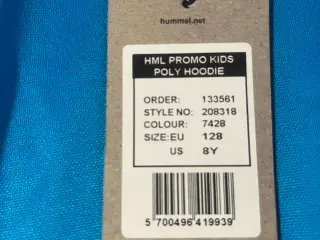 hummel.net
HML PROMO KIDS
POLY HOODIE
ORDER: 133561
STYLE NO: 208318
COLOUR: 7428
SIZE:EU 128
US 8Y
5 700496 419939